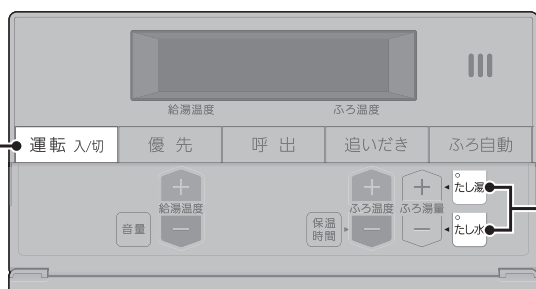 給湯温度 ふろ温度
運転 入/切 優先 呼出 追いだき ふろ自動
たし湯
給湯温度 ふろ温度 ふろ湯量
音量 保温時間 たし水